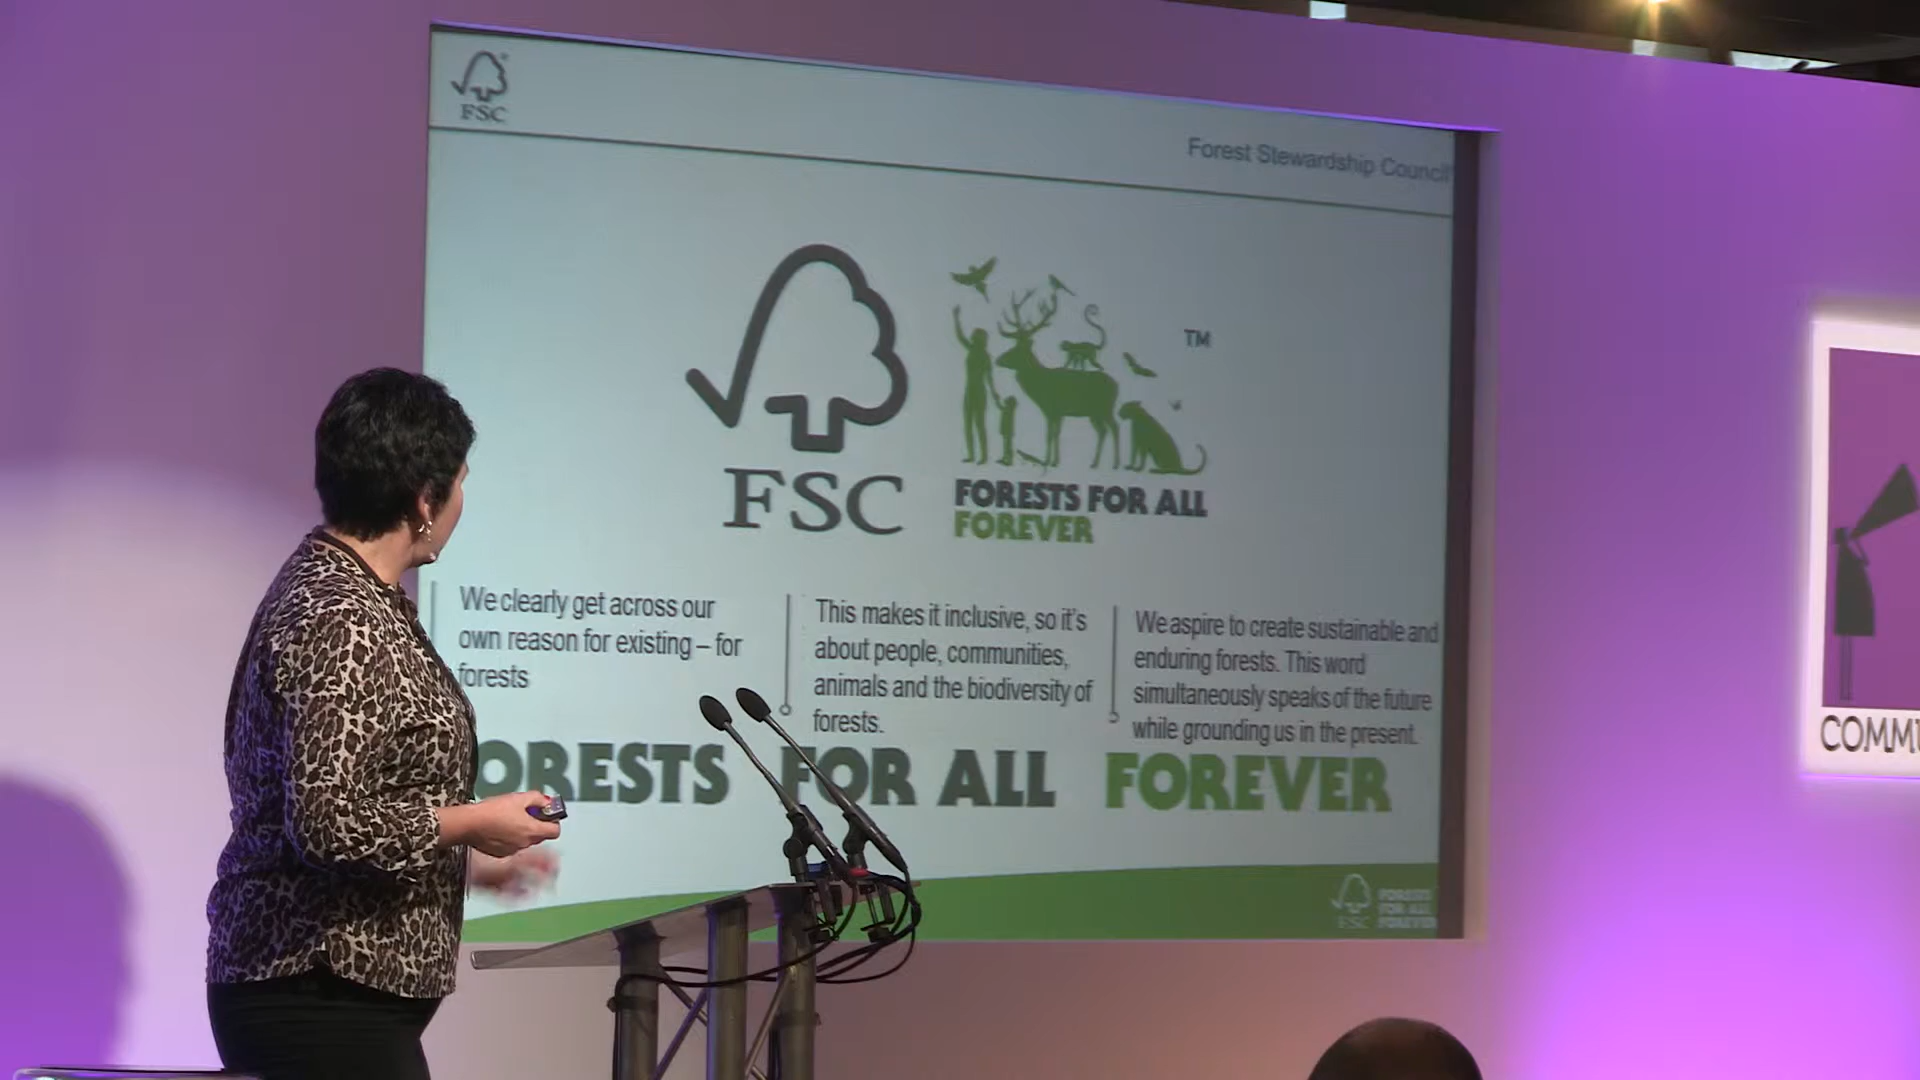 FSC
Forest Stewardship Council
TM
FSC
FORESTS FOR ALL
FOREVER
We clearly get across our
own reason for existing – for
forests
This makes it inclusive, so it's
about people, communities,
animals and the biodiversity of
forests.
We aspire to create sustainable and
enduring forests. This word
simultaneously speaks of the future
while grounding us in the present.
ORESTS FOR ALL FOREVER
FSC
FORESTS
FOR ALL
FOREVER
COMMU